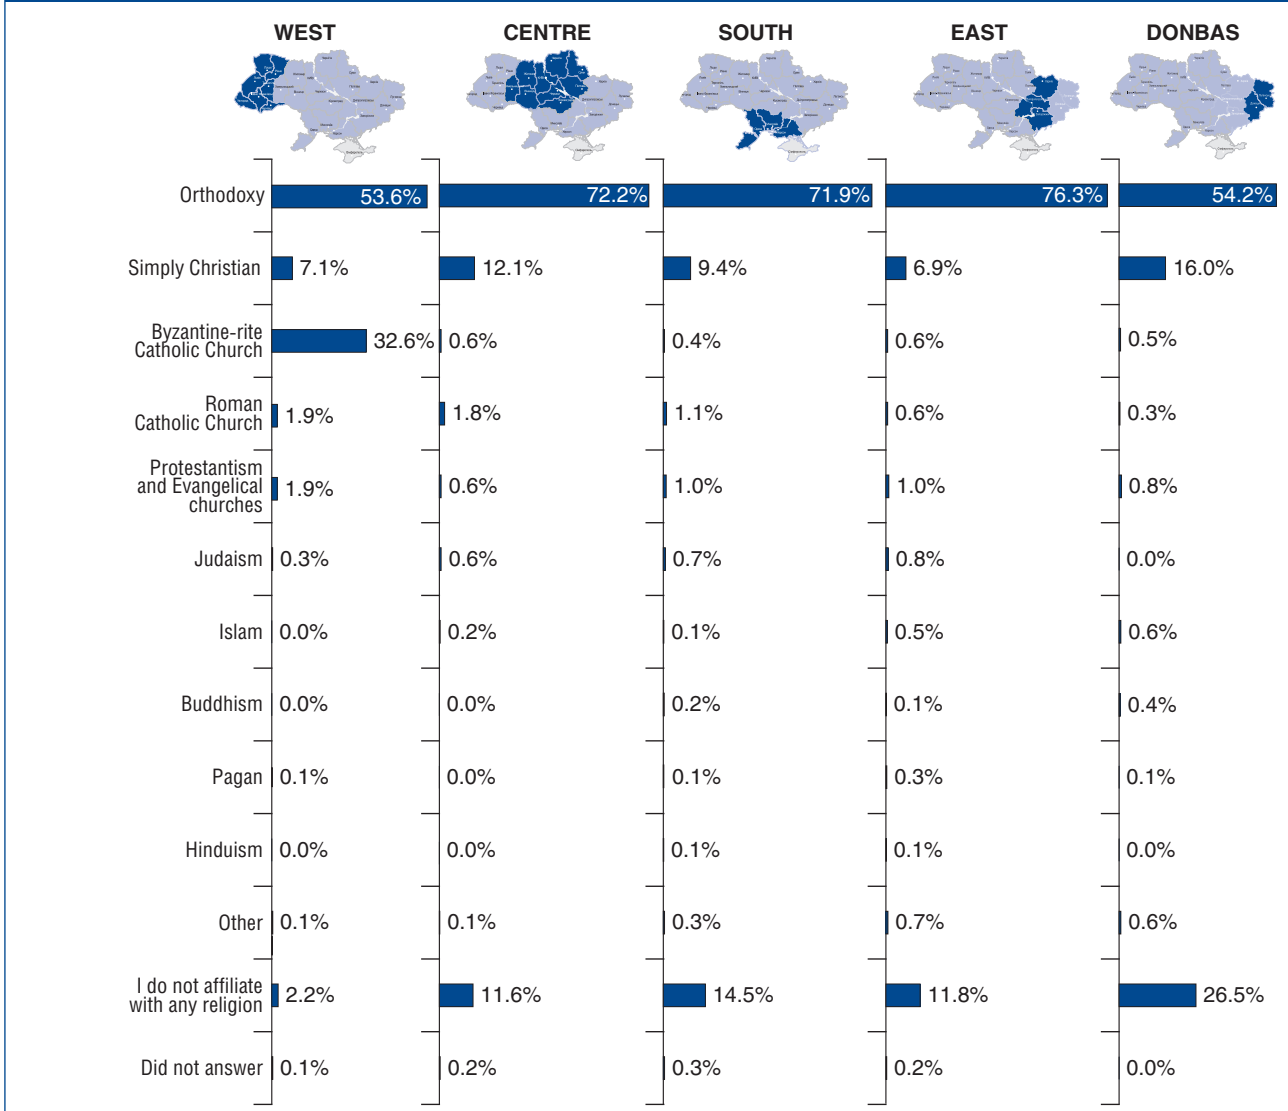 WEST CENTRE SOUTH EAST DONBAS
Orthodoxy 53.6% 72.2% 71.9% 76.3% 54.2%
Simply Christian 7.1% 12.1% 9.4% 6.9% 16.0%
Byzantine-rite
Catholic Church 32.6% 0.6% 0.4% 0.6% 0.5%
Roman
Catholic Church 1.9% 1.8% 1.1% 0.6% 0.3%
Protestantism
and Evangelical
churches 1.9% 0.6% 1.0% 1.0% 0.8%
Judaism 0.3% 0.6% 0.7% 0.8% 0.0%
Islam 0.0% 0.2% 0.1% 0.5% 0.6%
Buddhism 0.0% 0.0% 0.2% 0.1% 0.4%
Pagan 0.1% 0.0% 0.1% 0.3% 0.1%
Hinduism 0.0% 0.0% 0.1% 0.1% 0.0%
Other 0.1% 0.1% 0.3% 0.7% 0.6%
I do not affiliate
with any religion 2.2% 11.6% 14.5% 11.8% 26.5%
Did not answer 0.1% 0.2% 0.3% 0.2% 0.0%